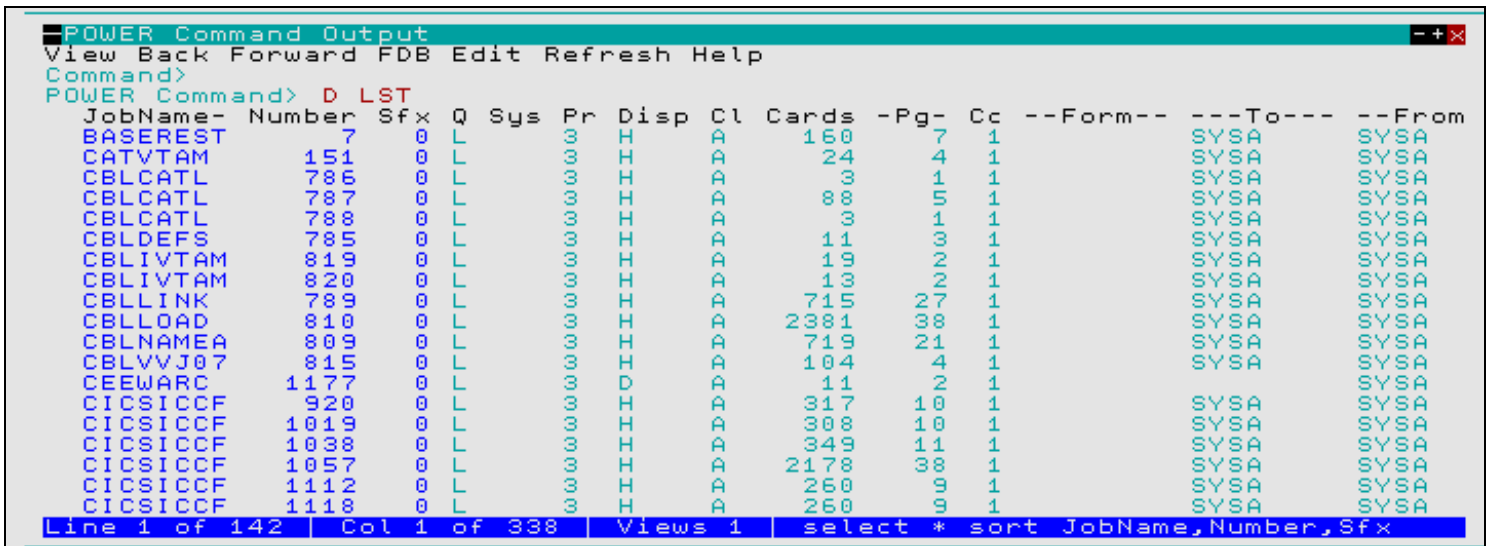 POWER Command Output - + x
View Back Forward FDB Edit Refresh Help
Command>
POWER Command> D LST
JobName- Number Sfx Q Sys Pr Disp Cl Cards -Pg- Cc --Form-- ---To--- --From
BASEREST 7 0 L 3 H A 160 7 1 SYSA SYSA
CATVTAM 151 0 L 3 H A 24 4 1 SYSA SYSA
CBLCATL 786 0 L 3 H A 3 1 1 SYSA SYSA
CBLCATL 787 0 L 3 H A 88 5 1 SYSA SYSA
CBLCATL 788 0 L 3 H A 3 1 1 SYSA SYSA
CBLDEFS 785 0 L 3 H A 11 3 1 SYSA SYSA
CBLIVTAM 819 0 L 3 H A 19 2 1 SYSA SYSA
CBLIVTAM 820 0 L 3 H A 13 2 1 SYSA SYSA
CBLLINK 789 0 L 3 H A 715 27 1 SYSA SYSA
CBLLOAD 810 0 L 3 H A 2381 38 1 SYSA SYSA
CBLNAMEA 809 0 L 3 H A 719 21 1 SYSA SYSA
CBLVVJ07 815 0 L 3 H A 104 4 1 SYSA SYSA
CEEWARC 1177 0 L 3 D A 11 2 1 SYSA
CICSICCF 920 0 L 3 H A 317 10 1 SYSA SYSA
CICSICCF 1019 0 L 3 H A 308 10 1 SYSA SYSA
CICSICCF 1038 0 L 3 H A 349 11 1 SYSA SYSA
CICSICCF 1057 0 L 3 H A 2178 38 1 SYSA SYSA
CICSICCF 1112 0 L 3 H A 260 9 1 SYSA SYSA
CICSICCF 1118 0 L 3 H A 260 9 1 SYSA SYSA
Line 1 of 142 | Col 1 of 338 | Views 1 | select * sort JobName,Number,Sfx